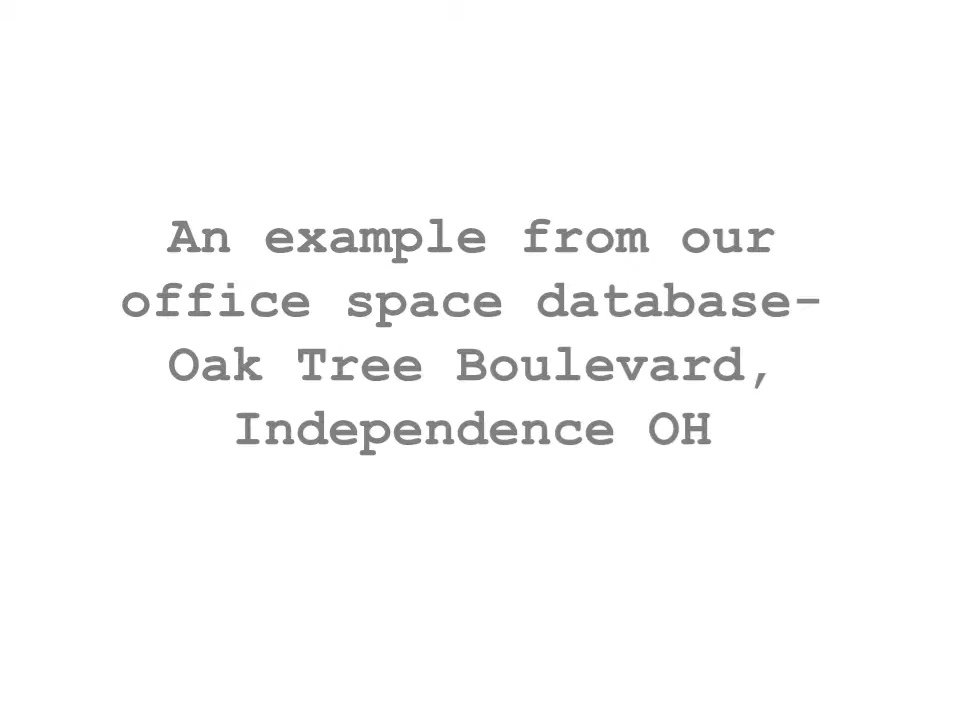 An example from our
office space database-
Oak Tree Boulevard,
Independence OH